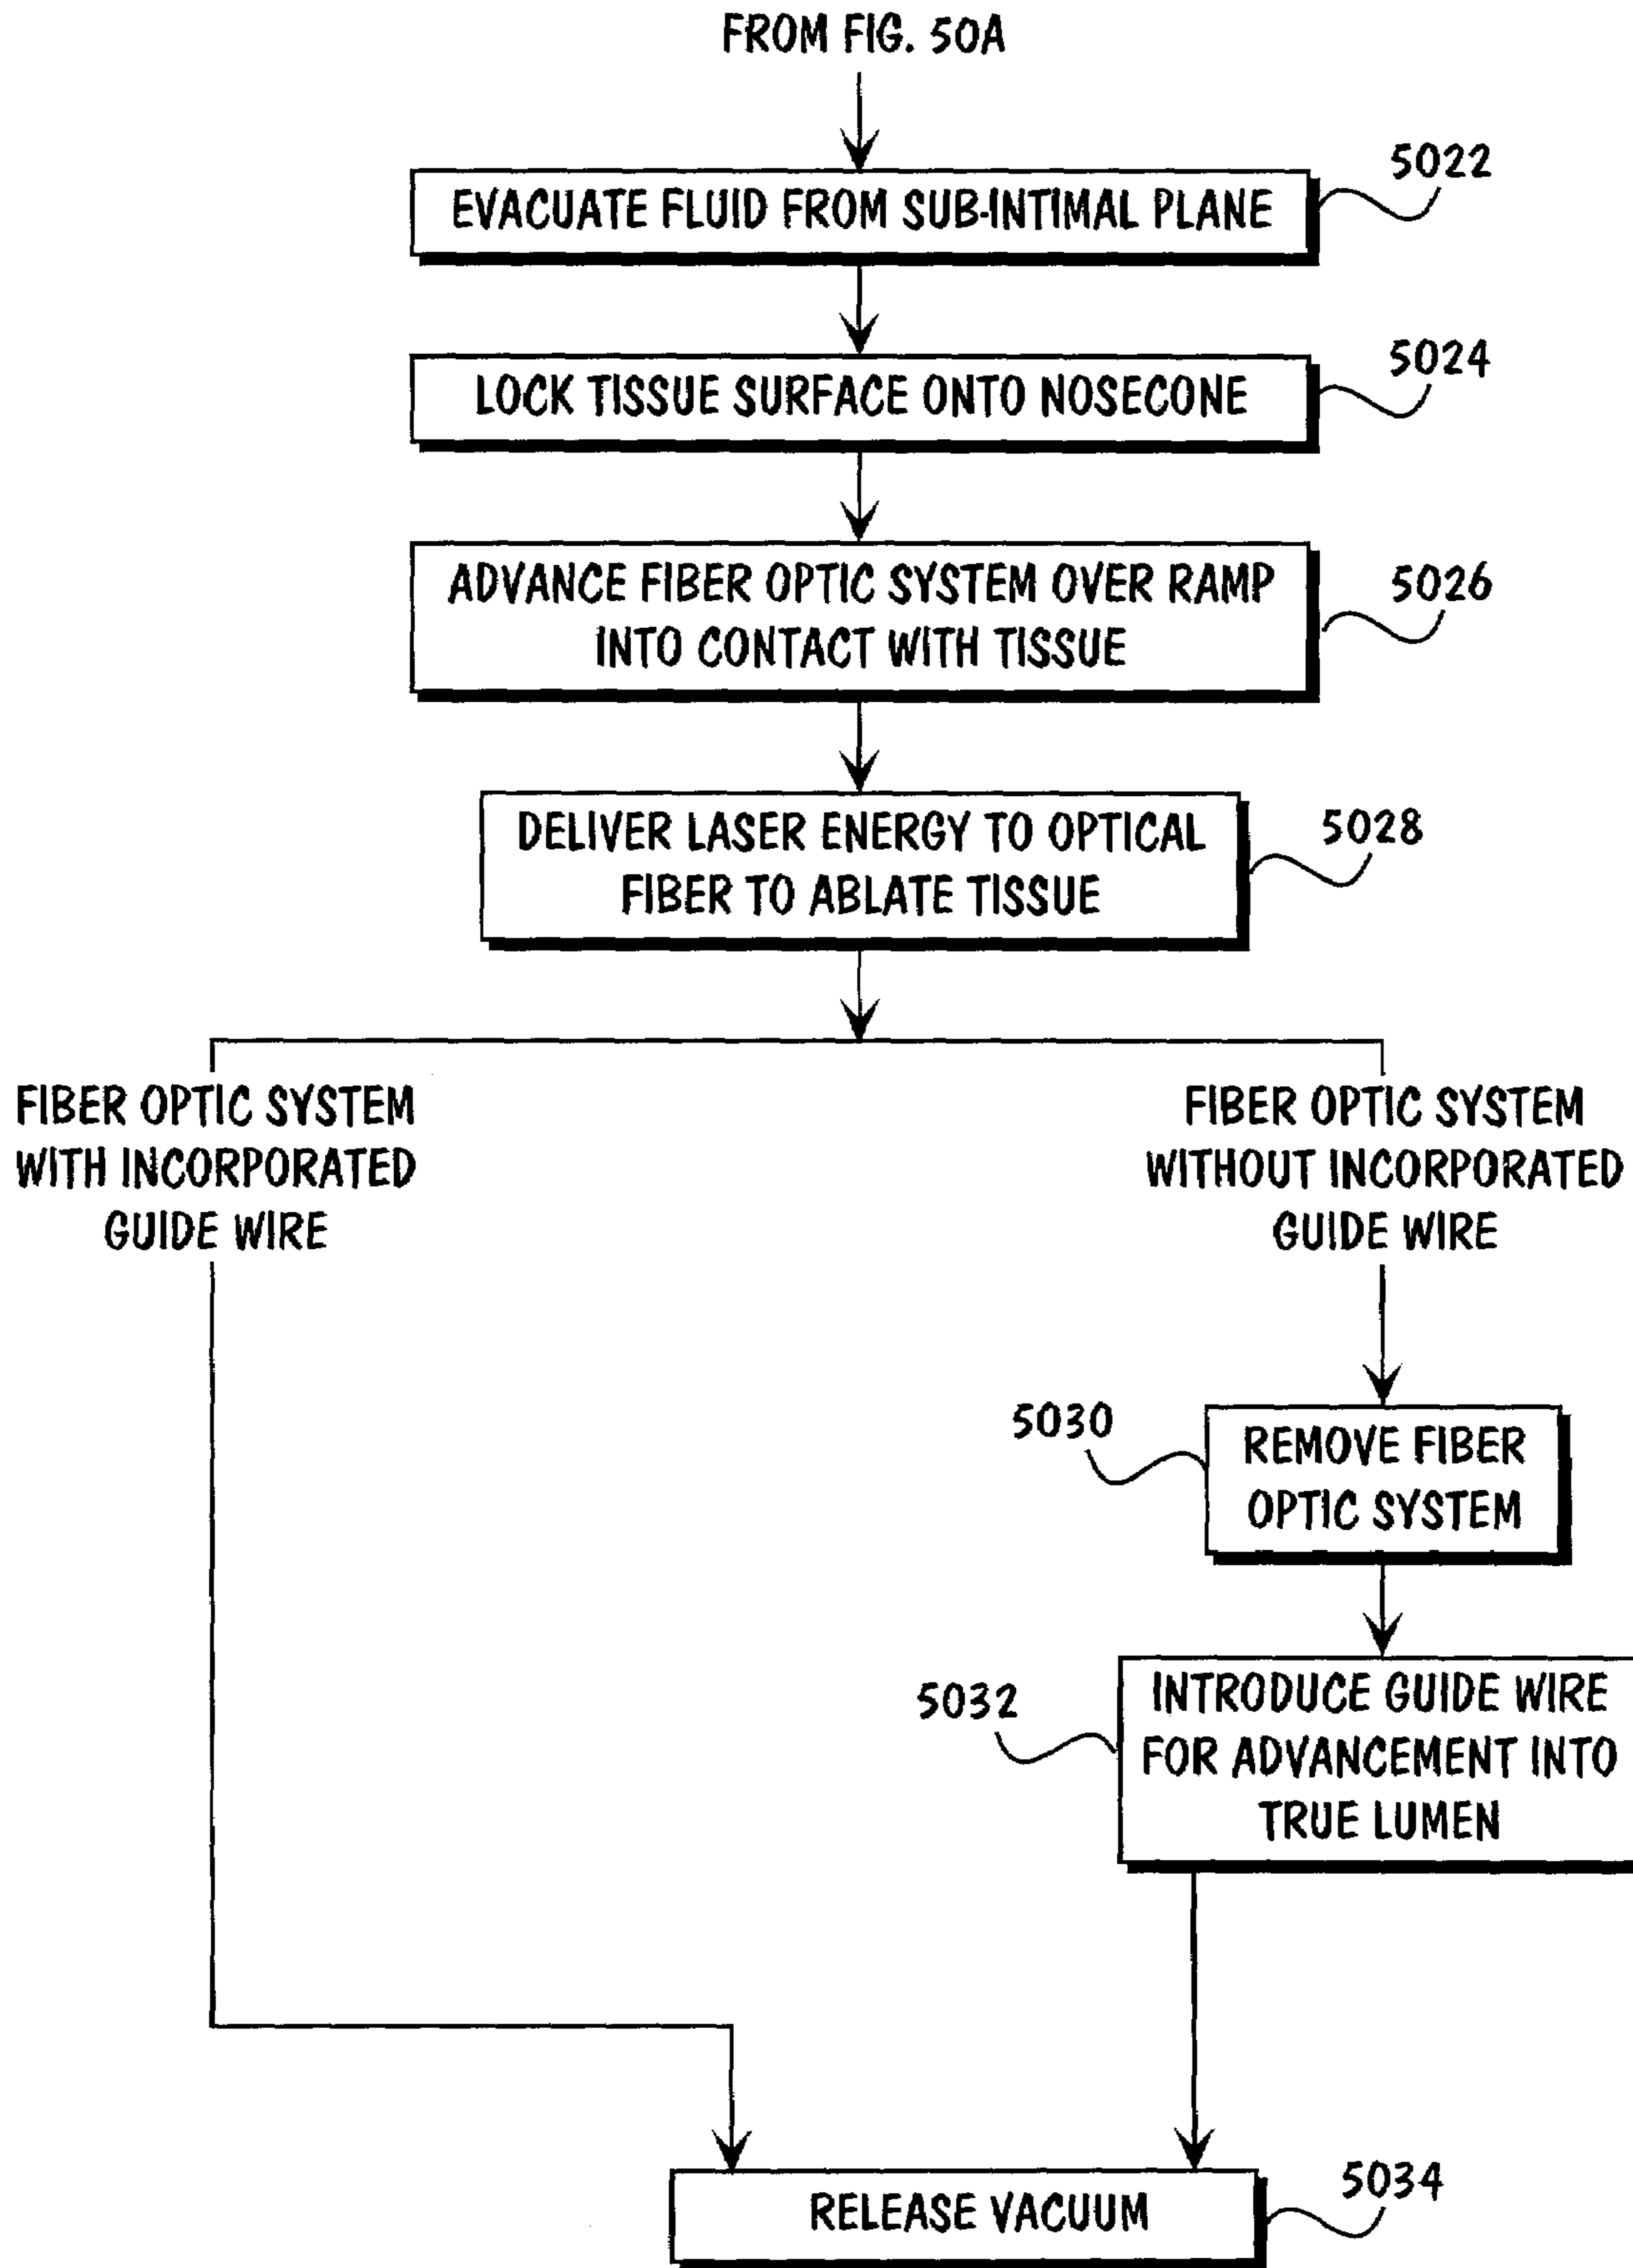 FROM FIG. 50A
5022
EVACUATE FLUID FROM SUB-INTIMAL PLANE
5024
LOCK TISSUE SURFACE ONTO NOSECONE
5026
ADVANCE FIBER OPTIC SYSTEM OVER RAMP
INTO CONTACT WITH TISSUE
5028
DELIVER LASER ENERGY TO OPTICAL
FIBER TO ABLATE TISSUE
FIBER OPTIC SYSTEM
WITH INCORPORATED
GUIDE WIRE
FIBER OPTIC SYSTEM
WITHOUT INCORPORATED
GUIDE WIRE
5030
REMOVE FIBER
OPTIC SYSTEM
5032
INTRODUCE GUIDE WIRE
FOR ADVANCEMENT INTO
TRUE LUMEN
5034
RELEASE VACUUM